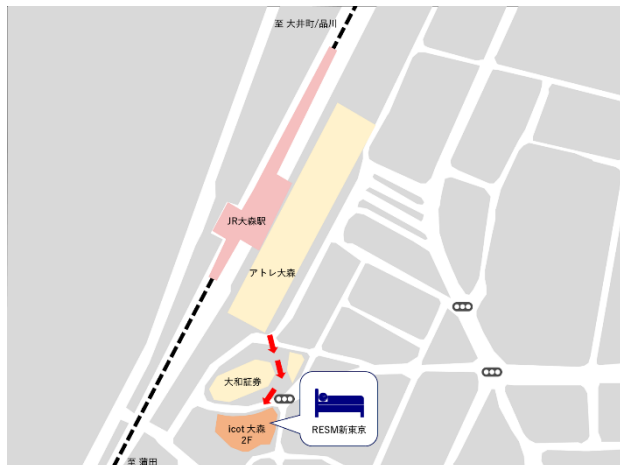 至 大井町/品川
JR大森駅
アトレ大森
大和証券
icot 大森
2F
RESM新東京
至 蒲田